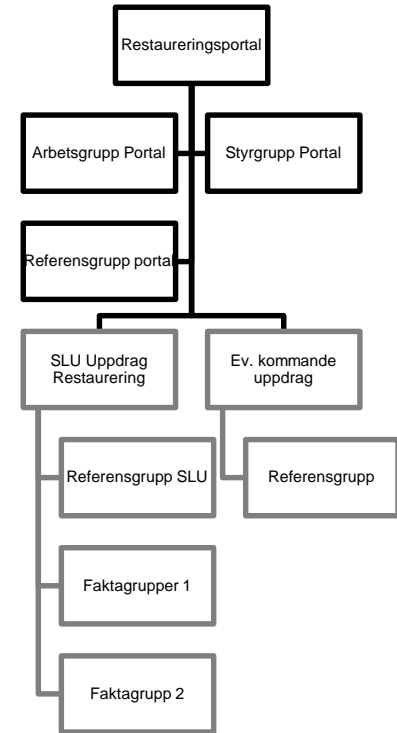 Restaureringsportal
Arbetsgrupp Portal
Styrgrupp Portal
Referensgrupp portal
SLU Uppdrag
Restaurering
Ev. kommande
uppdrag
Referensgrupp SLU
Referensgrupp
Faktagrupper 1
Faktagrupp 2